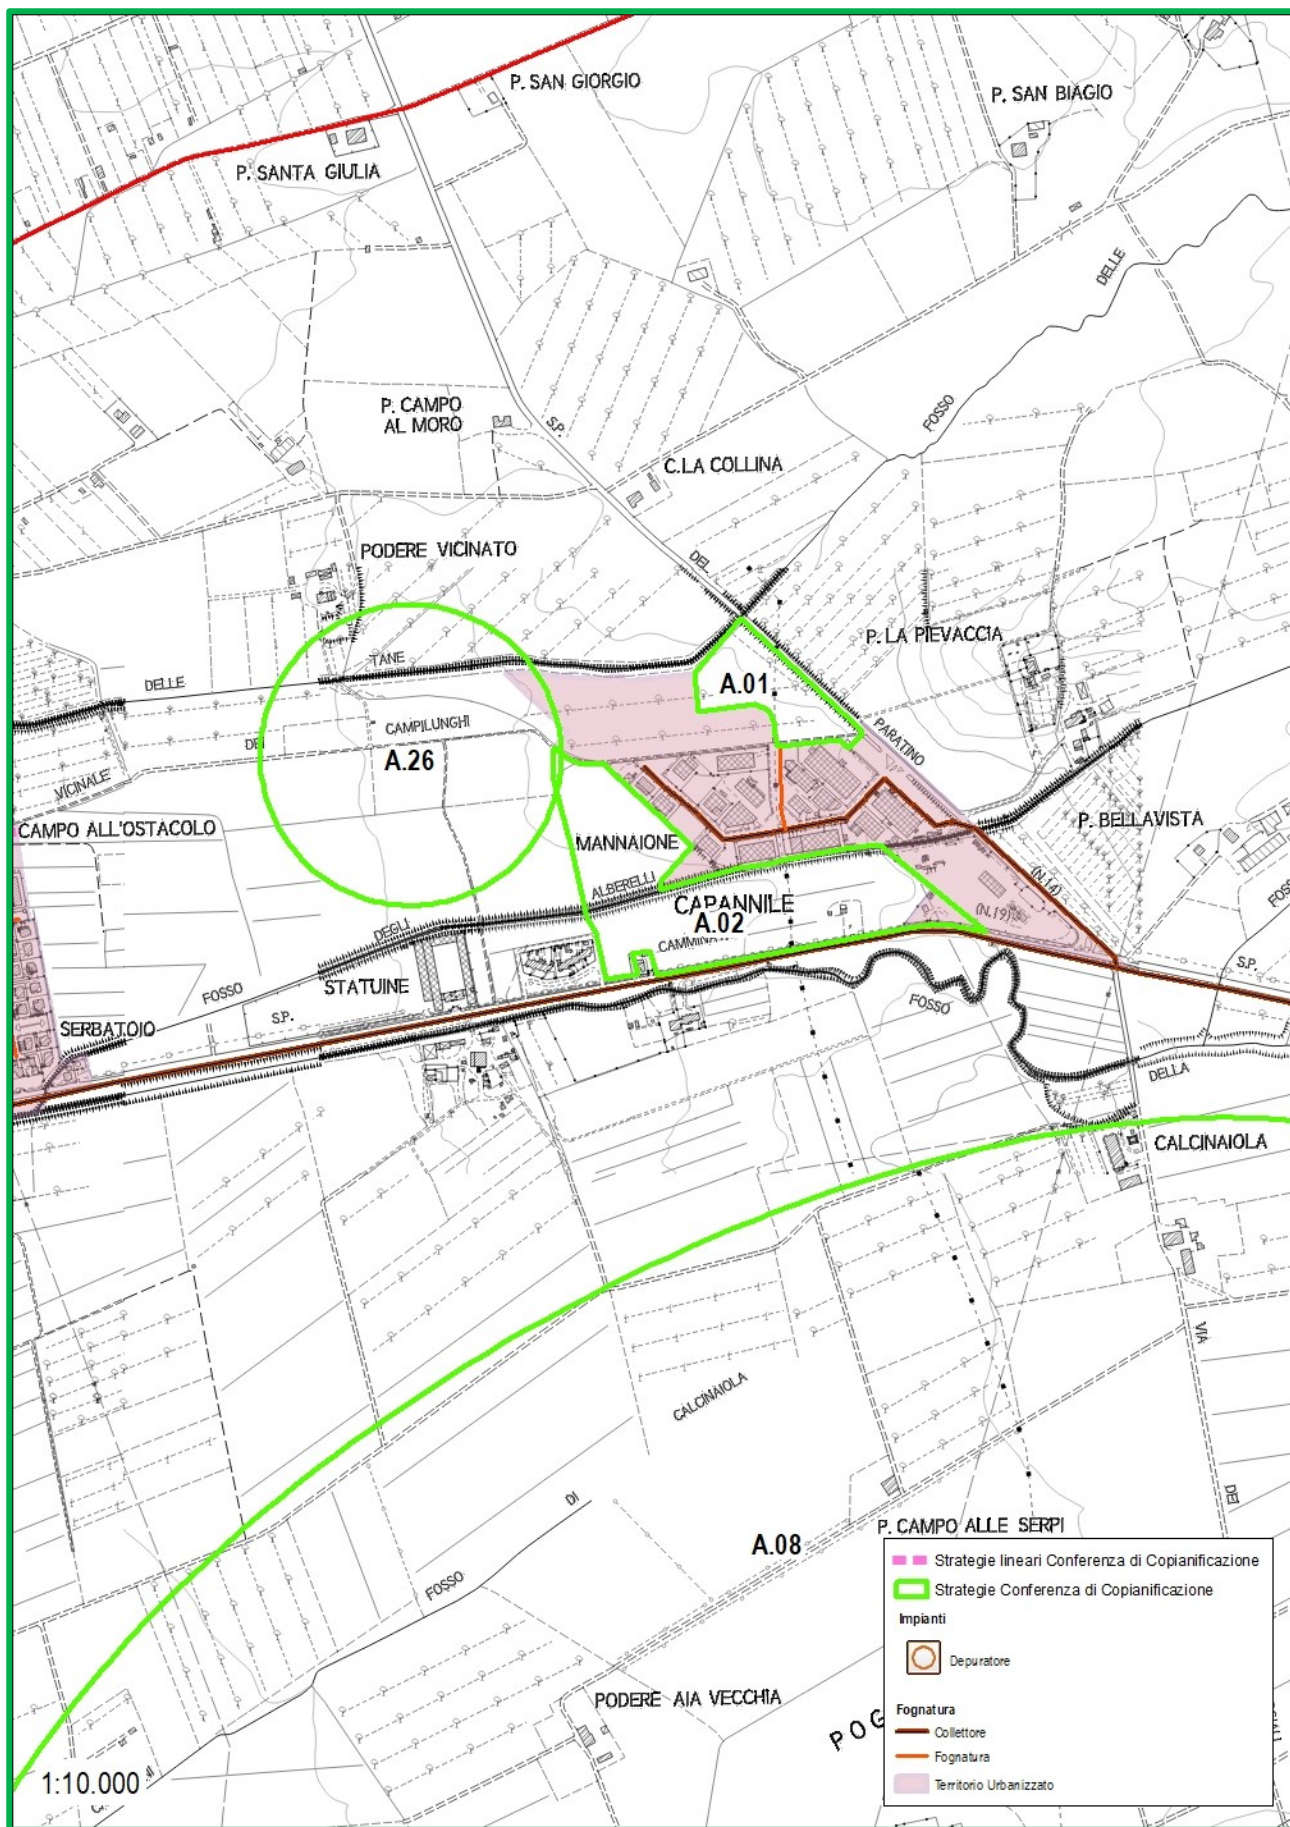 P. SAN GIORGIO
P. SAN BIAGIO
P. SANTA GIULIA
DELLE
FOSSO
P. CAMPO
AL MORO
S.P.
C.LA COLLINA
PODERE VICINATO
DEL
P. LA PIEVACCIA
TANE
DELLE
A.01
CAMPILUNGHI
PARATINO
DEI
A.26
VICINALE
CAMPO ALL'OSTACOLO
MANNAIONE
P. BELLAVISTA
ALBERELLI
(N.14)
CAPANNILE
A.02
(N.19)
DEGLI
S.P.
STATUINE
FOSSO
FOSSO
S.P.
SERBATOIO
DELLA
CALCINAIOLA
VIA
CALCINAIOLA
DEI
DI
P. CAMPO ALLE SERPI
A.08
FOSSO
PODERE AIA VECCHIA
1:10.000
Strategie lineari Conferenza di Copianificazione
Strategie Conferenza di Copianificazione
Impianti
Depuratore
Fognatura
Collettore
Fognatura
Territorio Urbanizzato